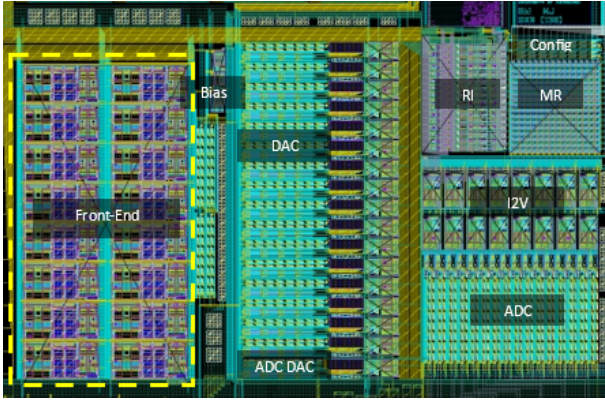 Config
Bias
RI
MR
DAC
I2V
Front-End
ADC
ADC DAC